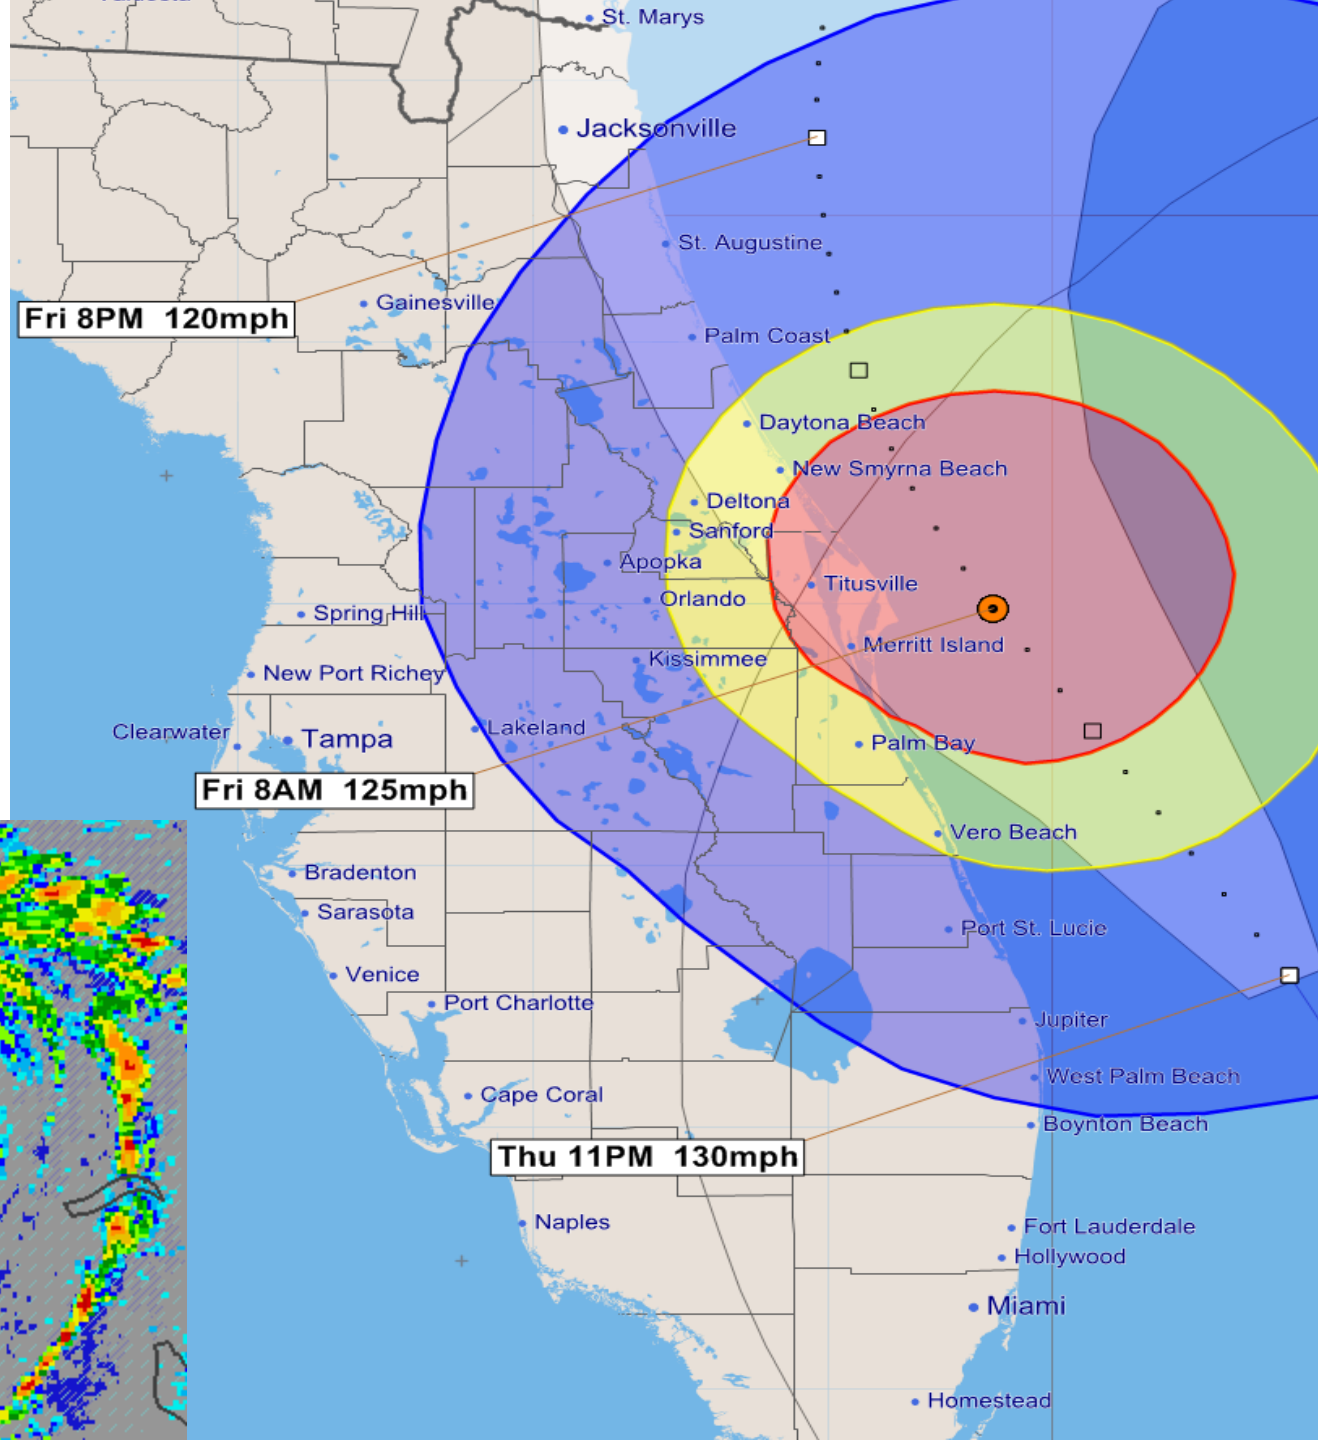 St. Marys
Jacksonville
St. Augustine
Gainesville
Fri 8PM 120mph
Palm Coast
Daytona Beach
New Smyrna Beach
Deltona
Sanford
Apopka
Titusville
Orlando
Spring Hill
Merritt Island
Kissimmee
New Port Richey
Lakeland
Clearwater
Tampa
Palm Bay
Fri 8AM 125mph
Vero Beach
Bradenton
Sarasota
Port St. Lucie
Venice
Port Charlotte
Jupiter
West Palm Beach
Cape Coral
Boynton Beach
Thu 11PM 130mph
Naples
Fort Lauderdale
Hollywood
Miami
Homestead